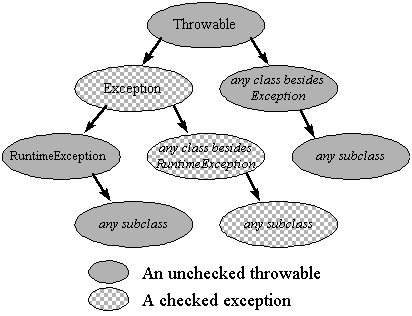 Throwable
Exception
any class besides
Exception
RuntimeException
any class besides
RuntimeException
any subclass
any subclass
any subclass
An unchecked throwable
A checked exception